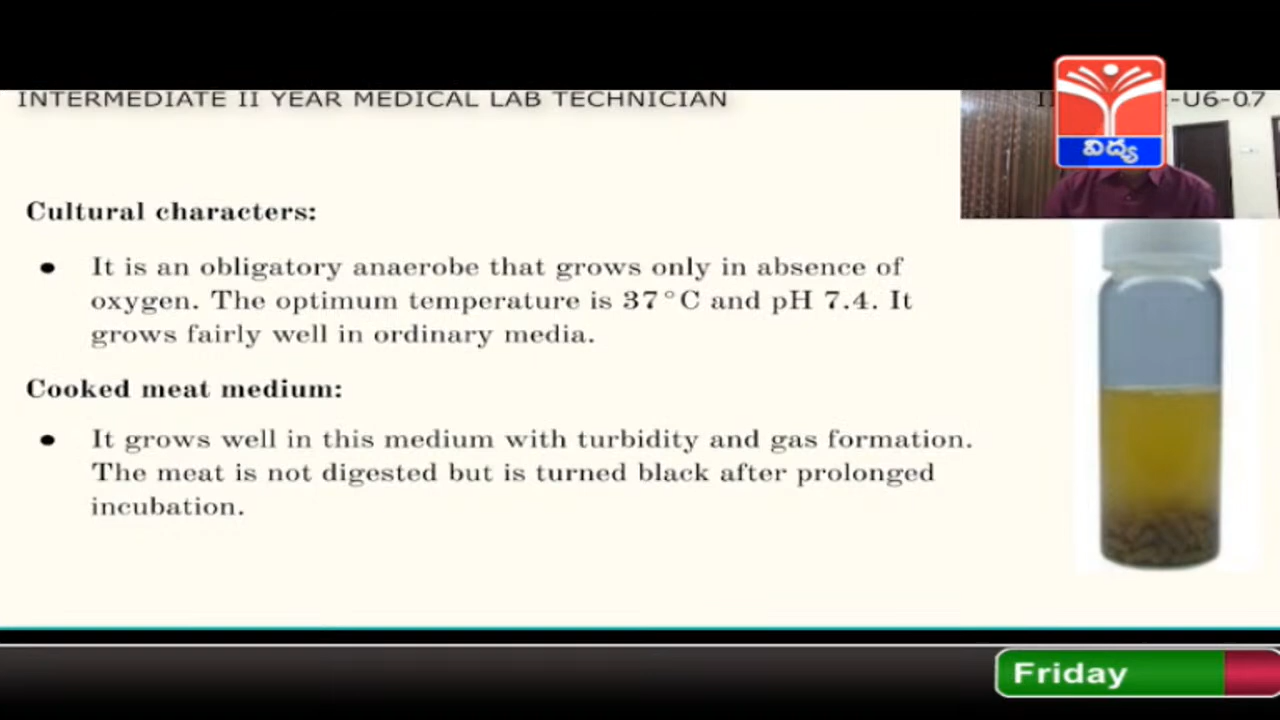 INTERMEDIATE II YEAR MEDICAL LAB TECHNICIAN
-U6-07
విద్య
Cultural characters:
• It is an obligatory anaerobe that grows only in absence of
oxygen. The optimum temperature is 37°C and pH 7.4. It
grows fairly well in ordinary media.
Cooked meat medium:
• It grows well in this medium with turbidity and gas formation.
The meat is not digested but is turned black after prolonged
incubation.
Friday